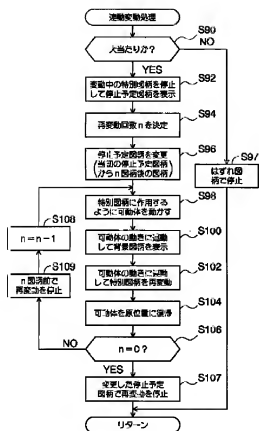 連動変動処理
S90
大当たりか?
NO
YES
S92
変動中の特別図柄を停止
して停止予定図柄を表示
S94
再変動回数nを決定
S96
停止予定図柄を変更
(当初の停止予定図柄
からn図柄後の図柄)
S97
はずれ図
柄で停止
S98
特別図柄に作用する
ように可動体を動かす
S108
n=n-1
S100
可動体の動きに連動
して背景図柄を表示
S109
n図柄前で
再変動を停止
S102
可動体の動きに連動
して特別図柄を再変動
S104
可動体を原位置に復帰
S106
n=0?
NO
YES
S107
変更した停止予定
図柄で再変動を停止
リターン